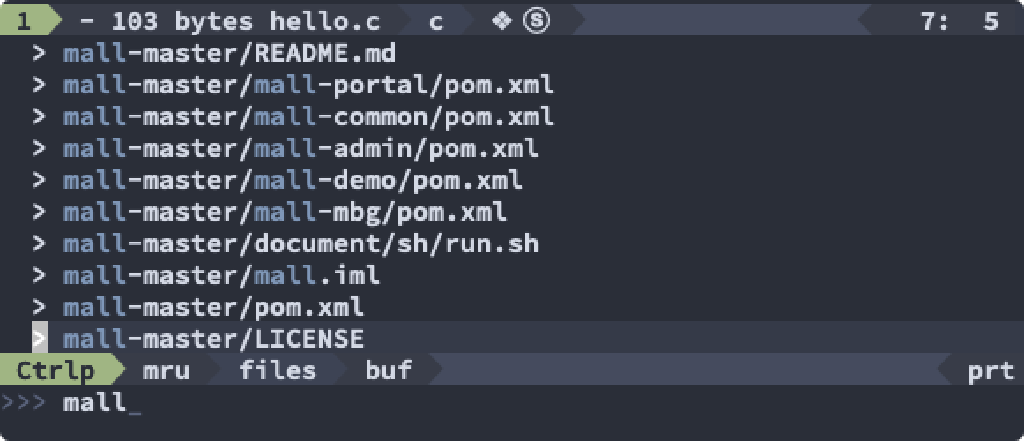 1 - 103 bytes hello.c c ❖ Ⓢ 7: 5
> mall-master/README.md
> mall-master/mall-portal/pom.xml
> mall-master/mall-common/pom.xml
> mall-master/mall-admin/pom.xml
> mall-master/mall-demo/pom.xml
> mall-master/mall-mbg/pom.xml
> mall-master/document/sh/run.sh
> mall-master/mall.iml
> mall-master/pom.xml
> mall-master/LICENSE
Ctrlp mru files buf prt
>>> mall_